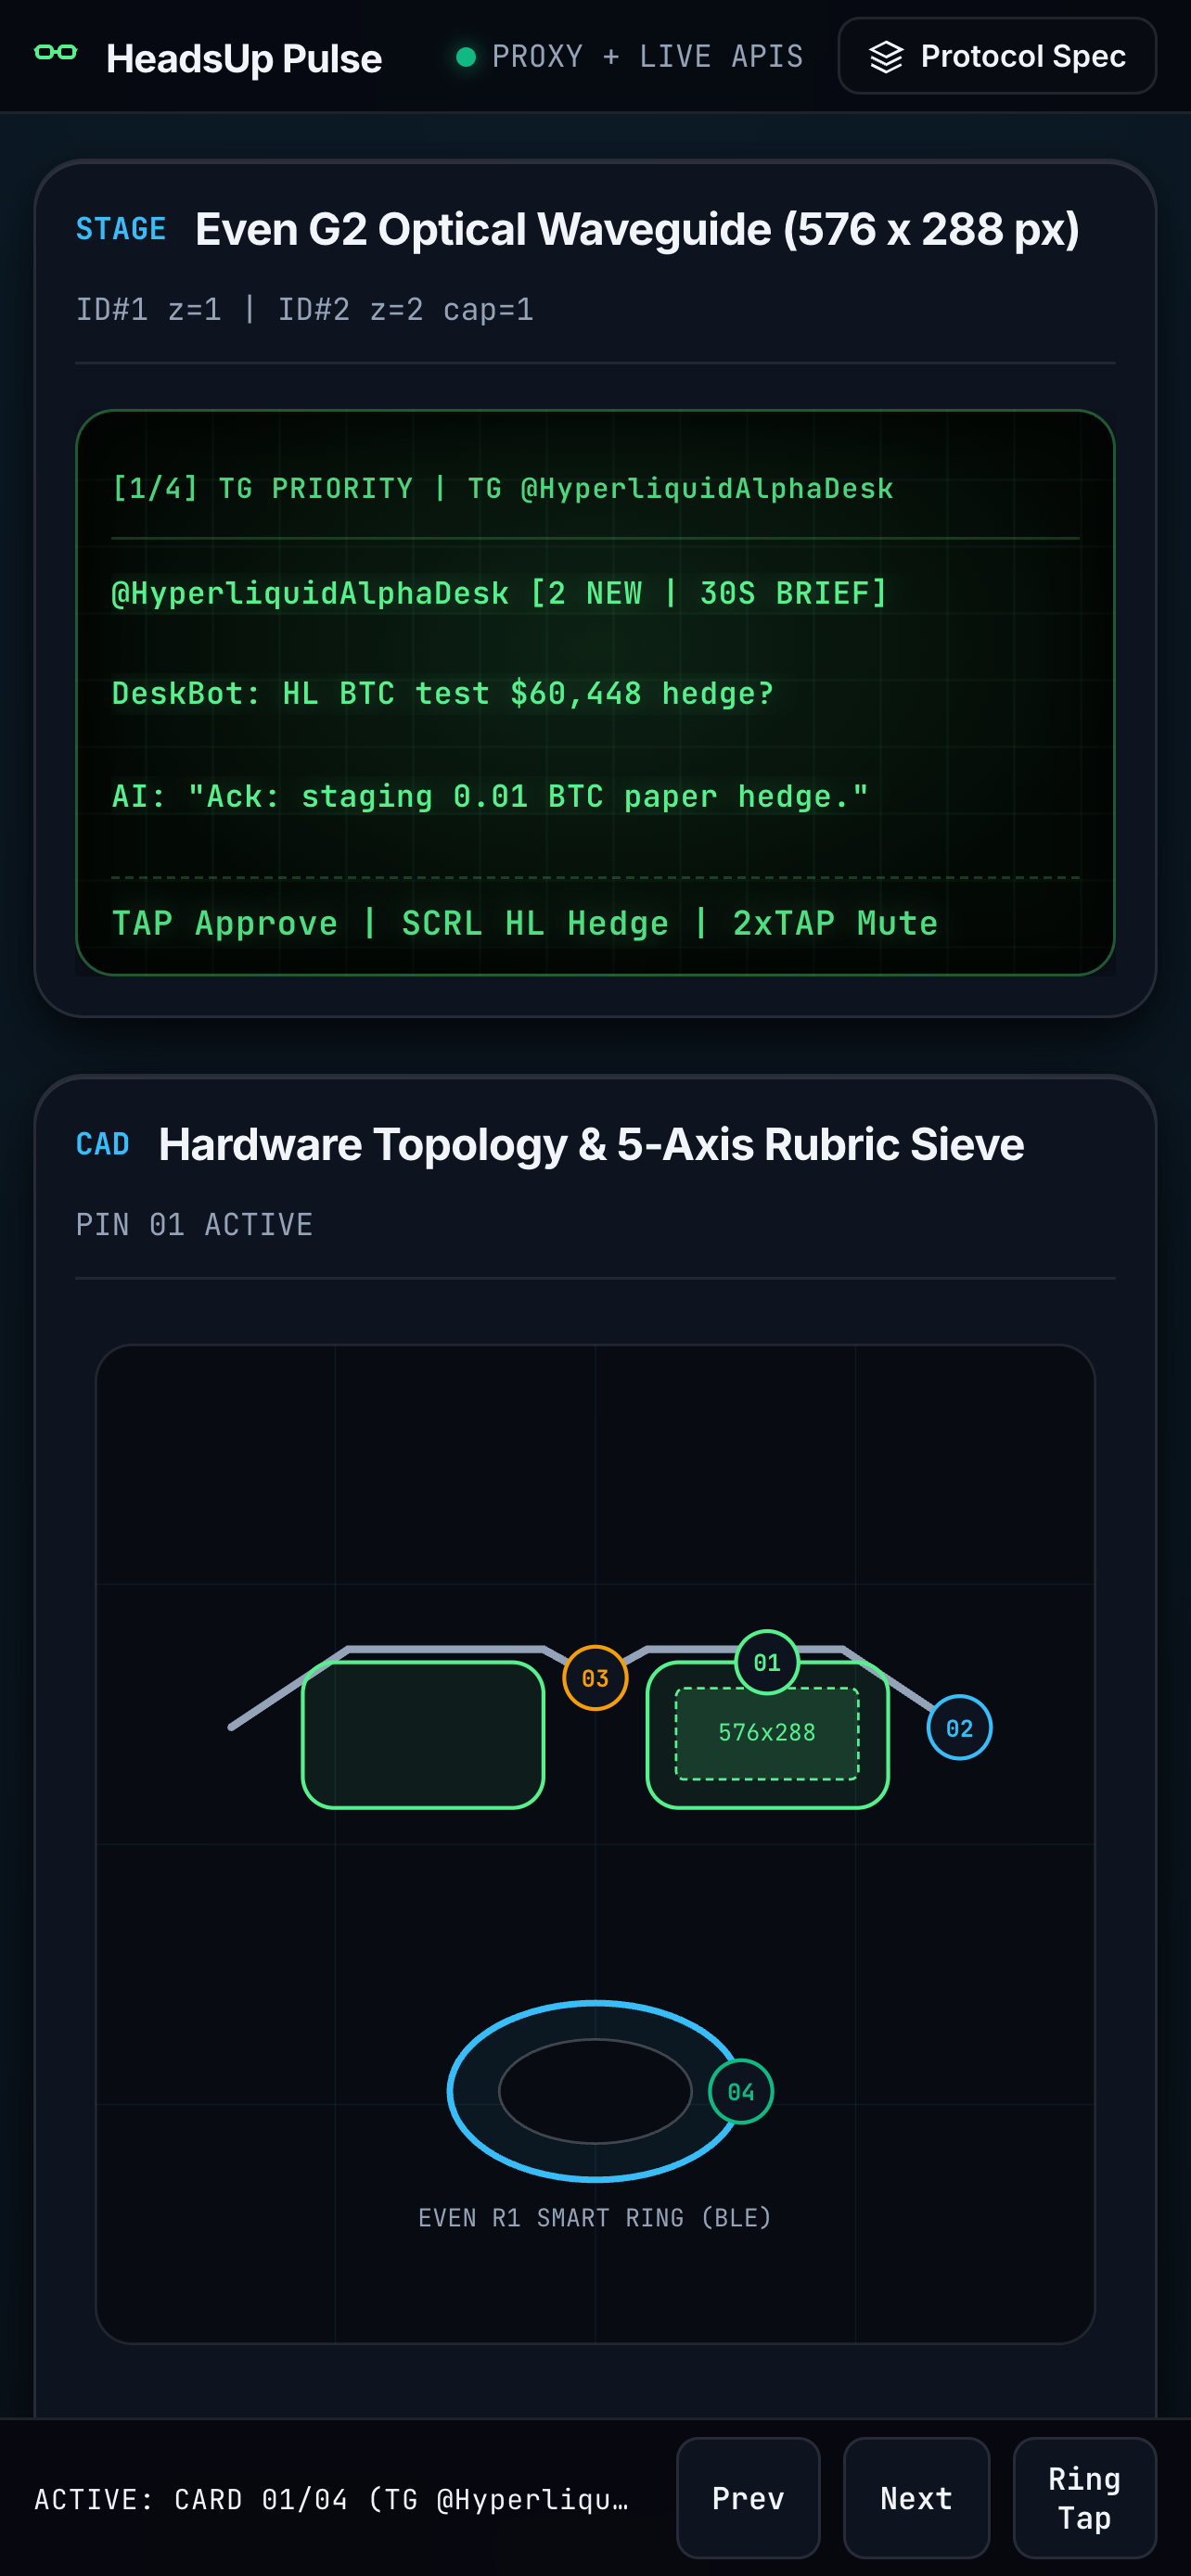 HeadsUp Pulse
PROXY + LIVE APIS
Protocol Spec
STAGE Even G2 Optical Waveguide (576 x 288 px)
ID#1 z=1 | ID#2 z=2 cap=1
[1/4] TG PRIORITY | TG @HyperliquidAlphaDesk
@HyperliquidAlphaDesk [2 NEW | 30S BRIEF]
DeskBot: HL BTC test $60,448 hedge?
AI: "Ack: staging 0.01 BTC paper hedge."
TAP Approve | SCRL HL Hedge | 2xTAP Mute
CAD Hardware Topology & 5-Axis Rubric Sieve
PIN 01 ACTIVE
01
03
02
576x288
04
EVEN R1 SMART RING (BLE)
ACTIVE: CARD 01/04 (TG @Hyperliqu…
Prev
Next
Ring
Tap